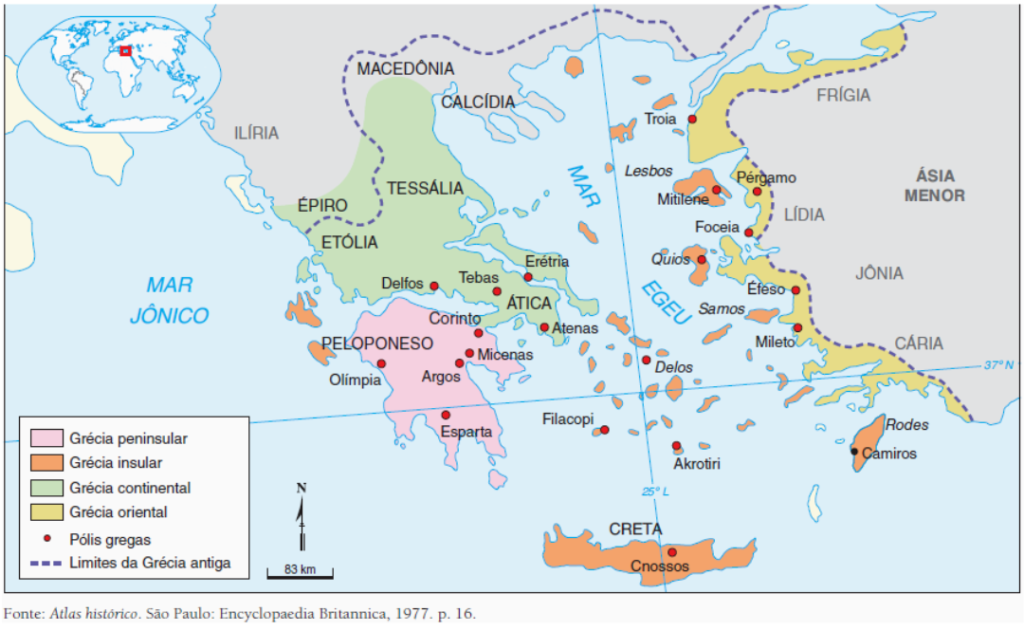 MACEDÔNIA
CALCÍDIA
ILÍRIA
FRÍGIA
Troia
ÁSIA
MENOR
Lesbos
Pérgamo
Mitilene
MAR
EGEU
TESSÁLIA
ÉPIRO
LÍDIA
ETÓLIA
Foceia
Erétria
Quios
JÔNIA
MAR
JÔNICO
Delfos
Tebas
Éfeso
ÁTICA
Samos
Corinto
Atenas
Mileto
PELOPONESO
Micenas
CÁRIA
Olímpia
Argos
Delos
37º N
Filacopi
Esparta
Rodes
Camiros
Akrotiri
25º L
CRETA
Cnossos
Grécia peninsular
Grécia insular
Grécia continental
Grécia oriental
Pólis gregas
Limites da Grécia antiga
N
83 km
Fonte: Atlas histórico. São Paulo: Encyclopaedia Britannica, 1977. p. 16.